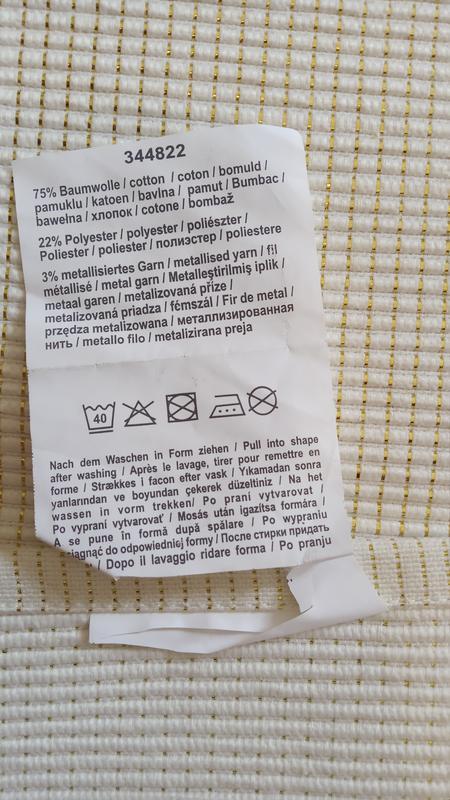 344822
75% Baumwolle / cotton / coton / bomuld /
pamuklu / katoen / bavlna / pamut / Bumbac /
bawełna / хлопок / cotone / bombaž
22% Polyester / polyester / poliészter /
Poliester / poliester / полиэстер / poliestere
3% metallisiertes Garn / metallised yarn / fil
métallisé / metal garn / Metalleştirilmiş iplik /
metaal garen / metalizovaná příze /
metalizovaná priadza / fémszál / Fir de metal /
przędza metalizowana / металлизированная
нить / metallo filo / metalizirana preja
40
Nach dem Waschen in Form ziehen / Pull into shape
after washing / Après le lavage, tirer pour remettre en
forme / Strækkes i facon efter vask / Yıkamadan sonra
yanlarından ve boyundan çekerek düzeltiniz / Na het
wassen in vorm trekken/ Po praní vytvarovat /
Po vypraní vytvarovať / Mosás után igazítsa formára /
A se pune în formă după spălare / Po wypraniu
do odpowiedniej formy / После стирки придать
/ Dopo il lavaggio ridare forma / Po pranju